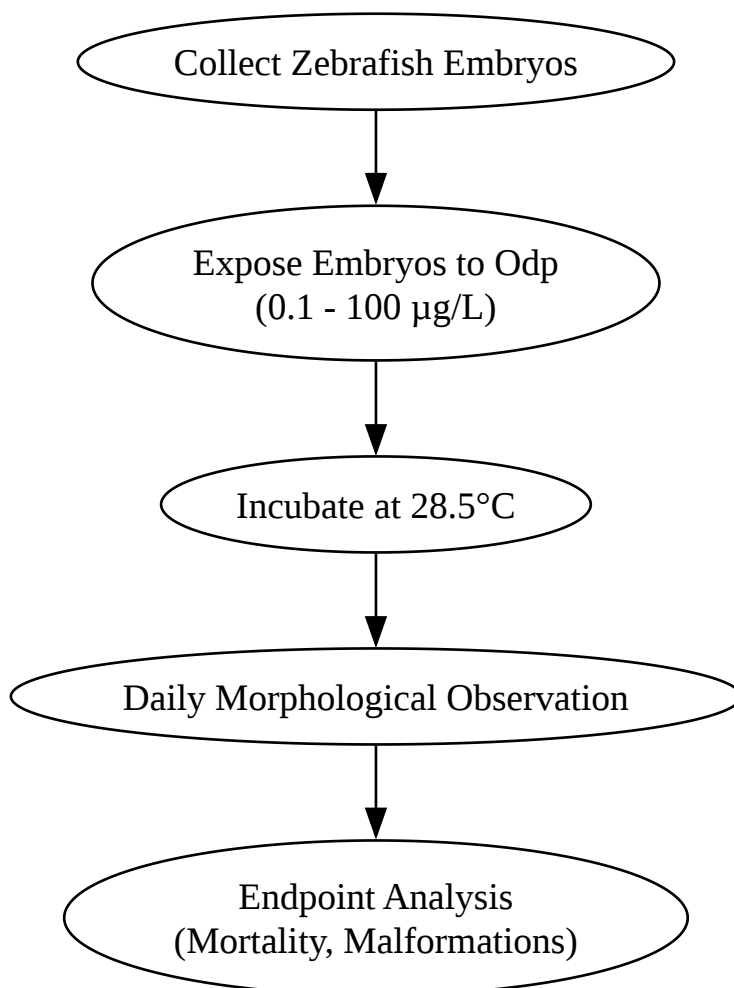 Collect Zebrafish Embryos
Expose Embryos to Odp
(0.1 - 100 µg/L)
Incubate at 28.5°C
Daily Morphological Observation
Endpoint Analysis
(Mortality, Malformations)